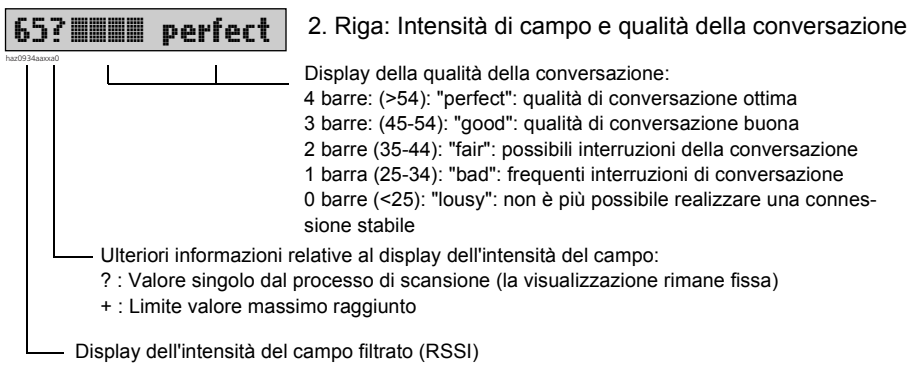 65? perfect
haz0934aaxxa0
2. Riga: Intensità di campo e qualità della conversazione
Display della qualità della conversazione:
4 barre: (>54): "perfect": qualità di conversazione ottima
3 barre: (45-54): "good": qualità di conversazione buona
2 barre (35-44): "fair": possibili interruzioni della conversazione
1 barra (25-34): "bad": frequenti interruzioni di conversazione
0 barre (<25): "lousy": non è più possibile realizzare una connes-
sione stabile
Ulteriori informazioni relative al display dell'intensità del campo:
? : Valore singolo dal processo di scansione (la visualizzazione rimane fissa)
+ : Limite valore massimo raggiunto
Display dell'intensità del campo filtrato (RSSI)